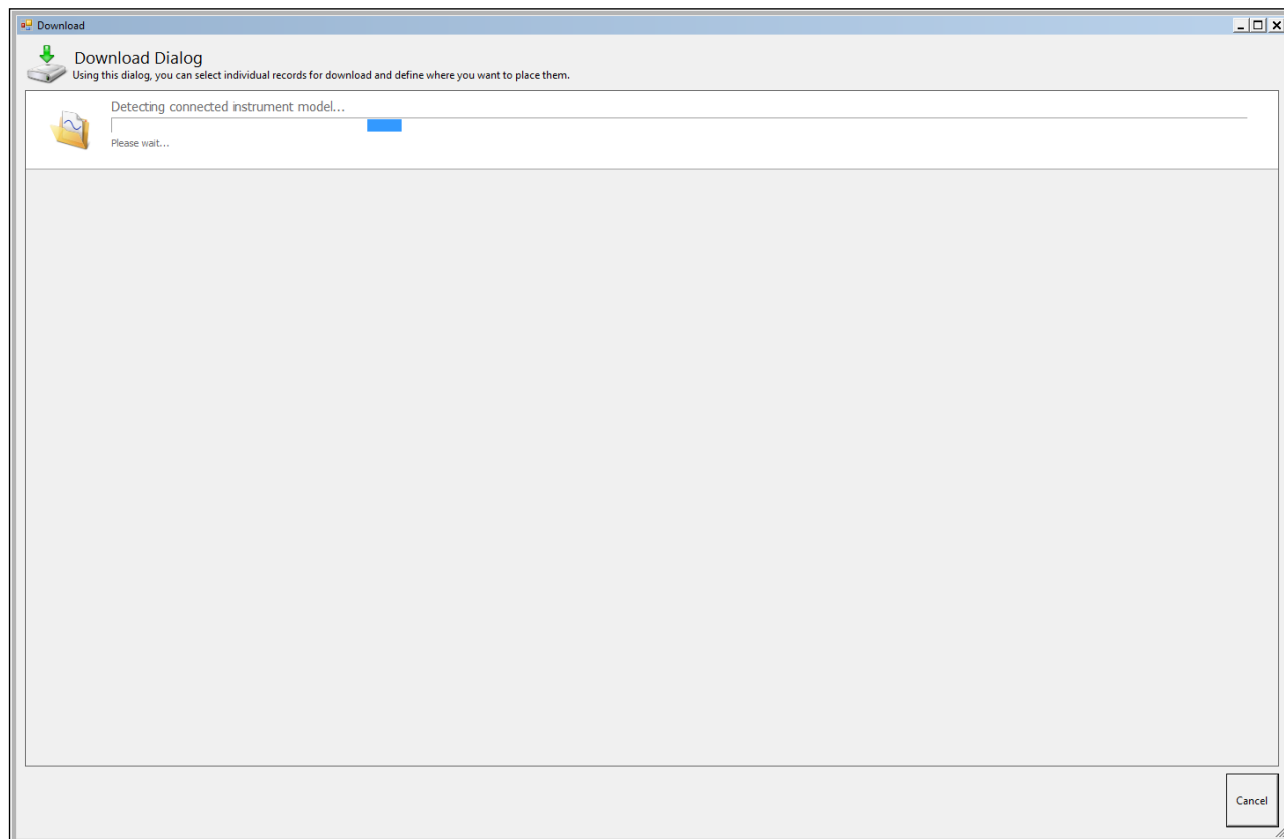 Download
Download Dialog
Using this dialog, you can select individual records for download and define where you want to place them.
Detecting connected instrument model...
Please wait...
Cancel